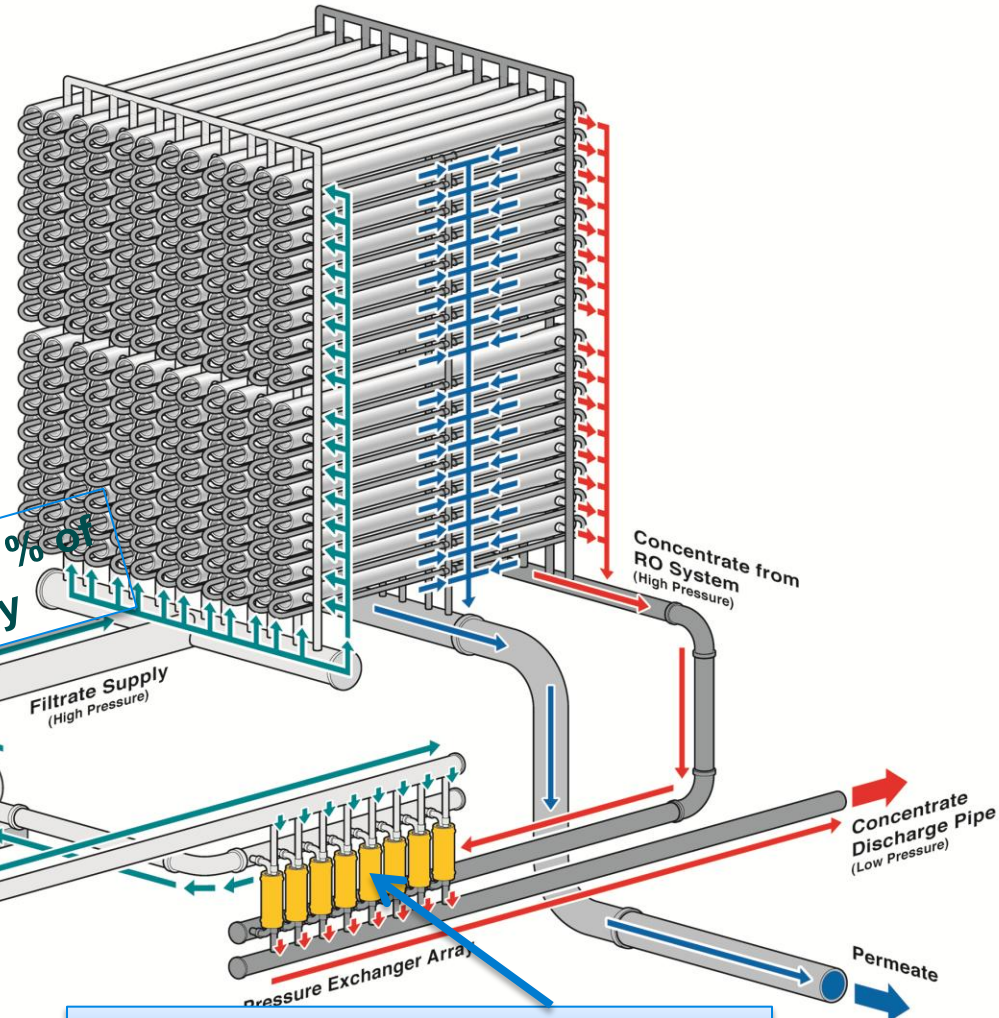 % of
y
Concentrate from
RO System
(High Pressure)
Filtrate Supply
(High Pressure)
Concentrate
Discharge Pipe
(Low Pressure)
Pressure Exchanger Array
Permeate